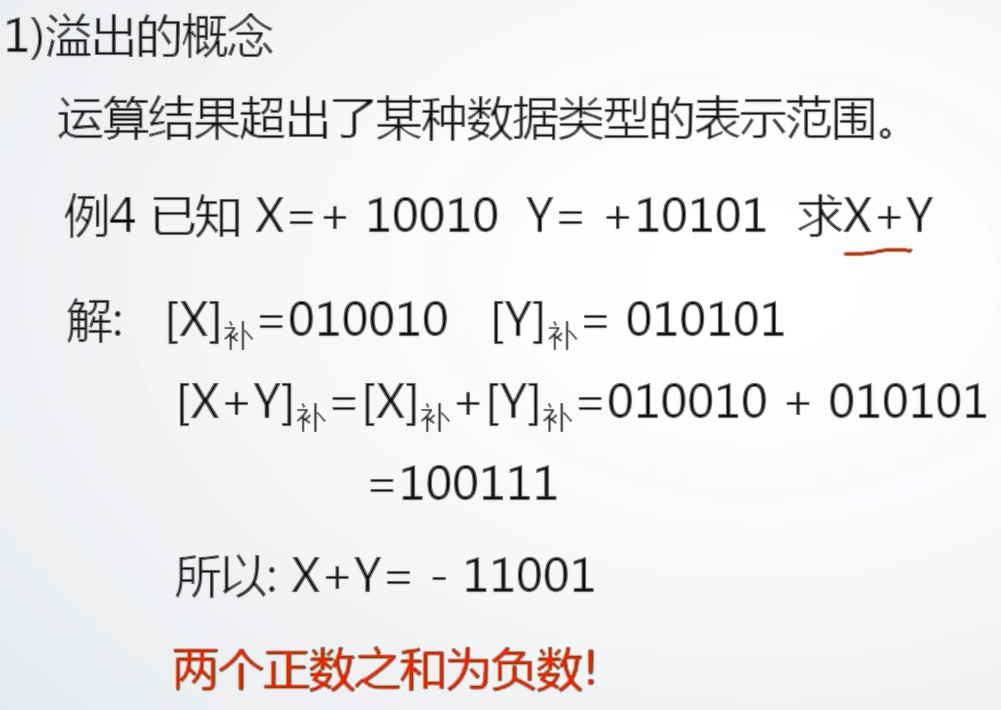 1)溢出的概念
运算结果超出了某种数据类型的表示范围。
例4 已知 X=+ 10010 Y= +10101 求X+Y
解: [X]补=010010 [Y]补= 010101
[X+Y]补=[X]补+[Y]补=010010 + 010101
=100111
所以: X+Y= - 11001
两个正数之和为负数!